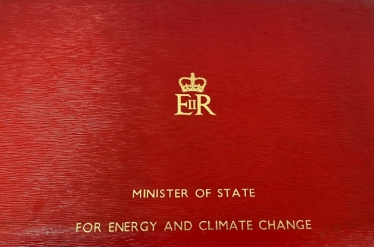 EIIR
MINISTER OF STATE
FOR ENERGY AND CLIMATE CHANGE